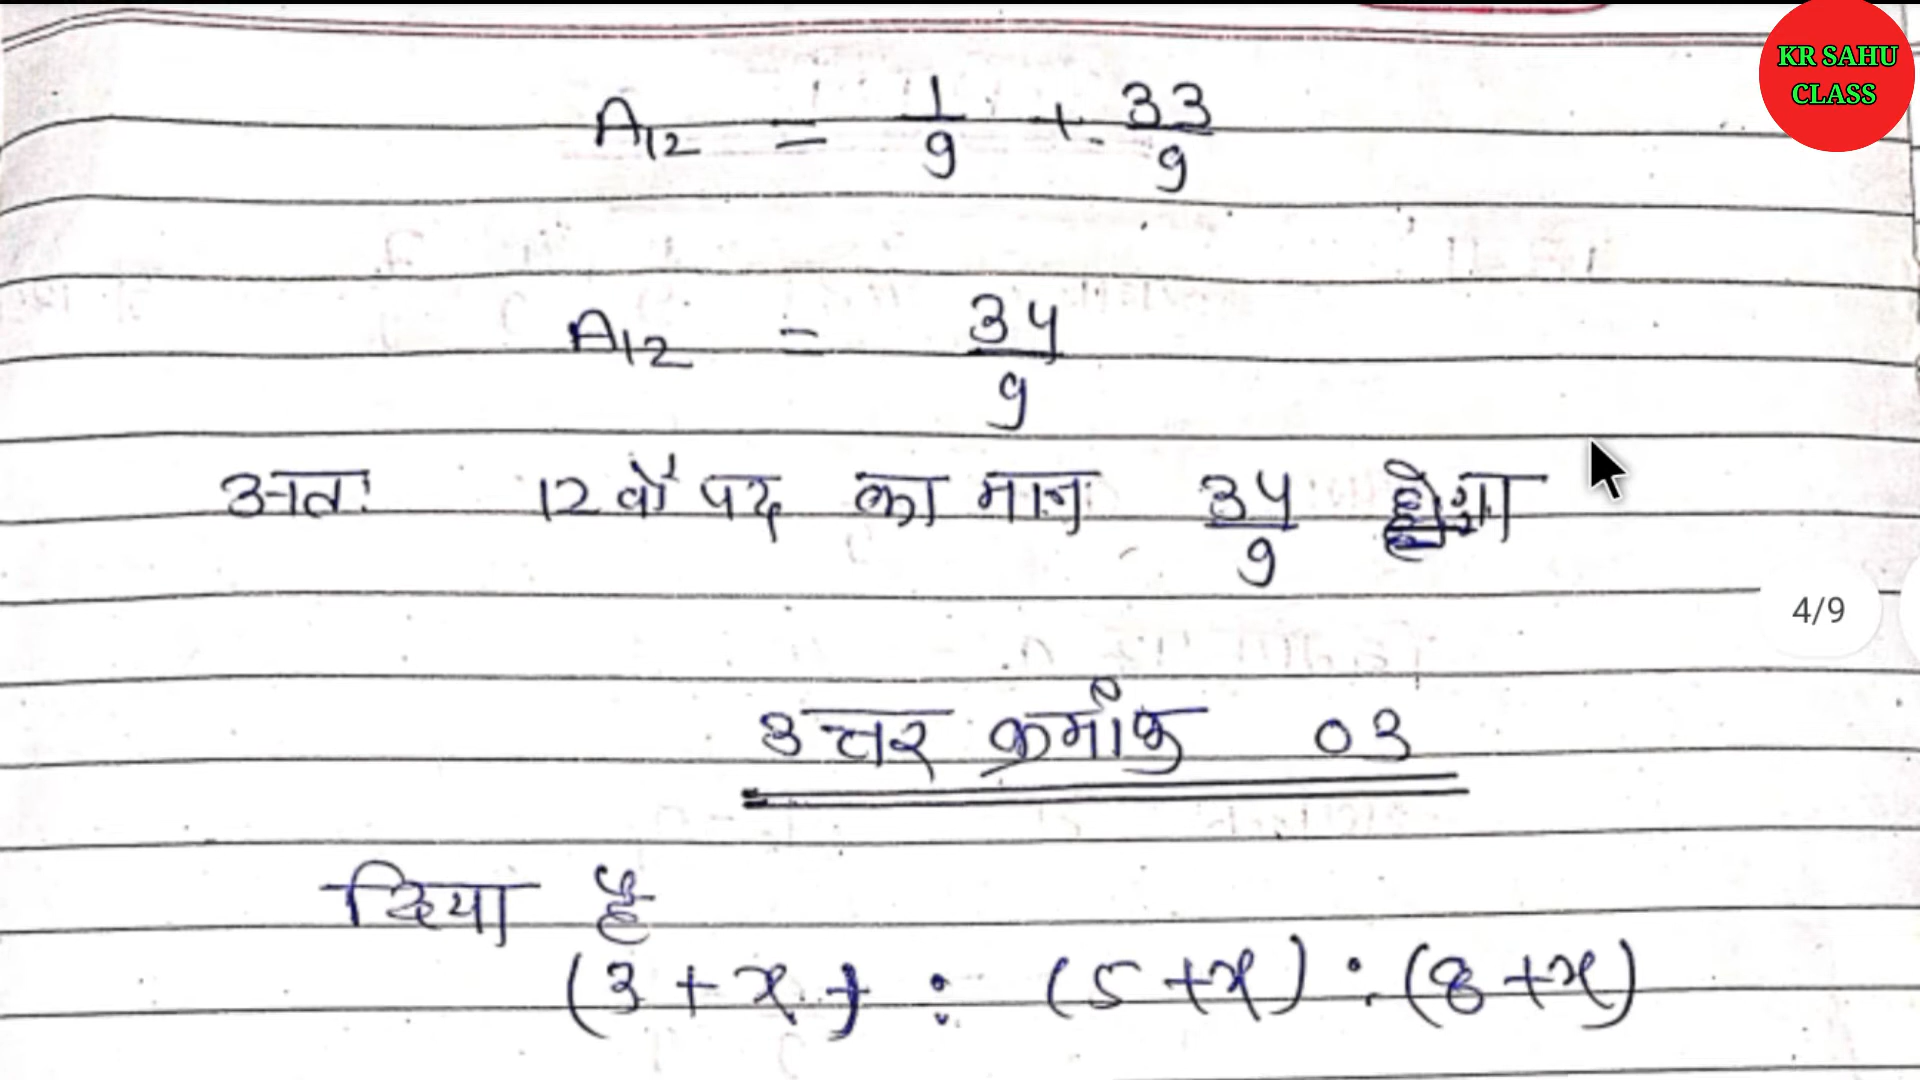 KR SAHU
CLASS
A₁₂ = 1/9 + 33/9
A₁₂ = 34/9
अतः 12वाँ पद का मान 34/9 होगा
4/9
उत्तर क्रमांक 03
दिया है
(3+x) : (5+x) : (8+x)